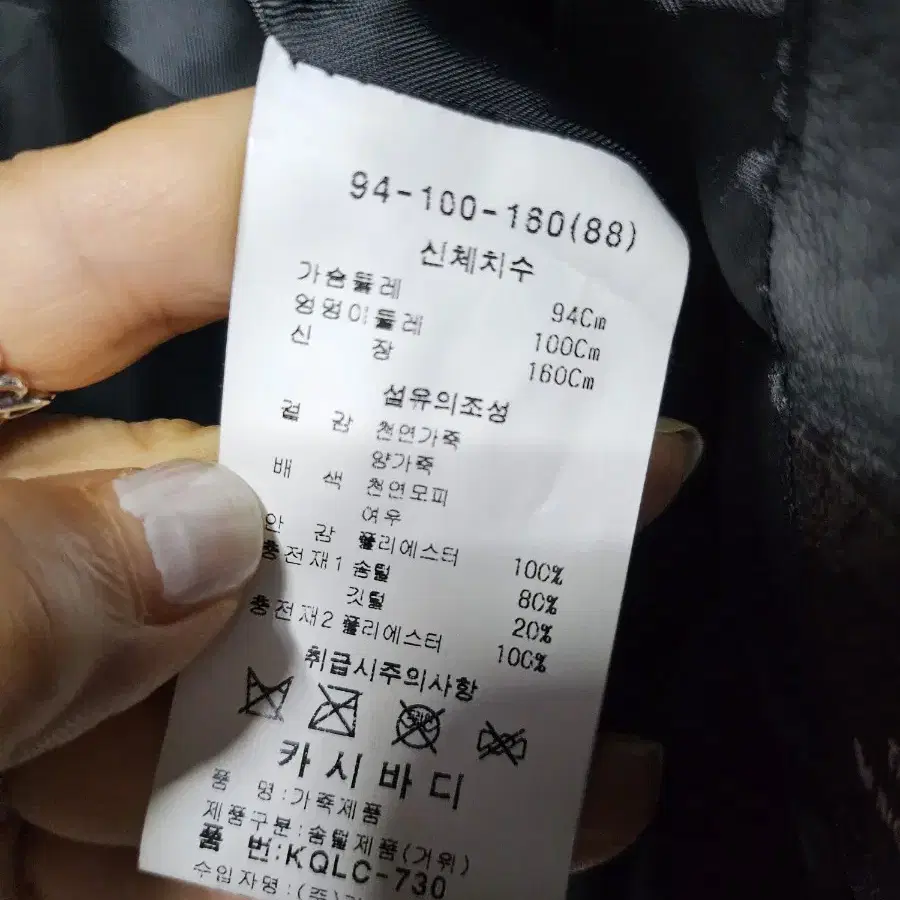 94-100-160(88)
신체치수
가슴둘레 94Cm
엉덩이둘레 100Cm
신 장 160Cm
섬유의조성
겉 감 천연가죽
양가죽
배 색 천연모피
여우
안 감 폴리에스터 100%
충전재1 솜털 80%
깃털 20%
충전재2 폴리에스터 100%
취급시주의사항
카시바디
품 명:가죽제품
제품구분:솜털제품(거위)
품 번:KQLC-730
수입자명:(주)